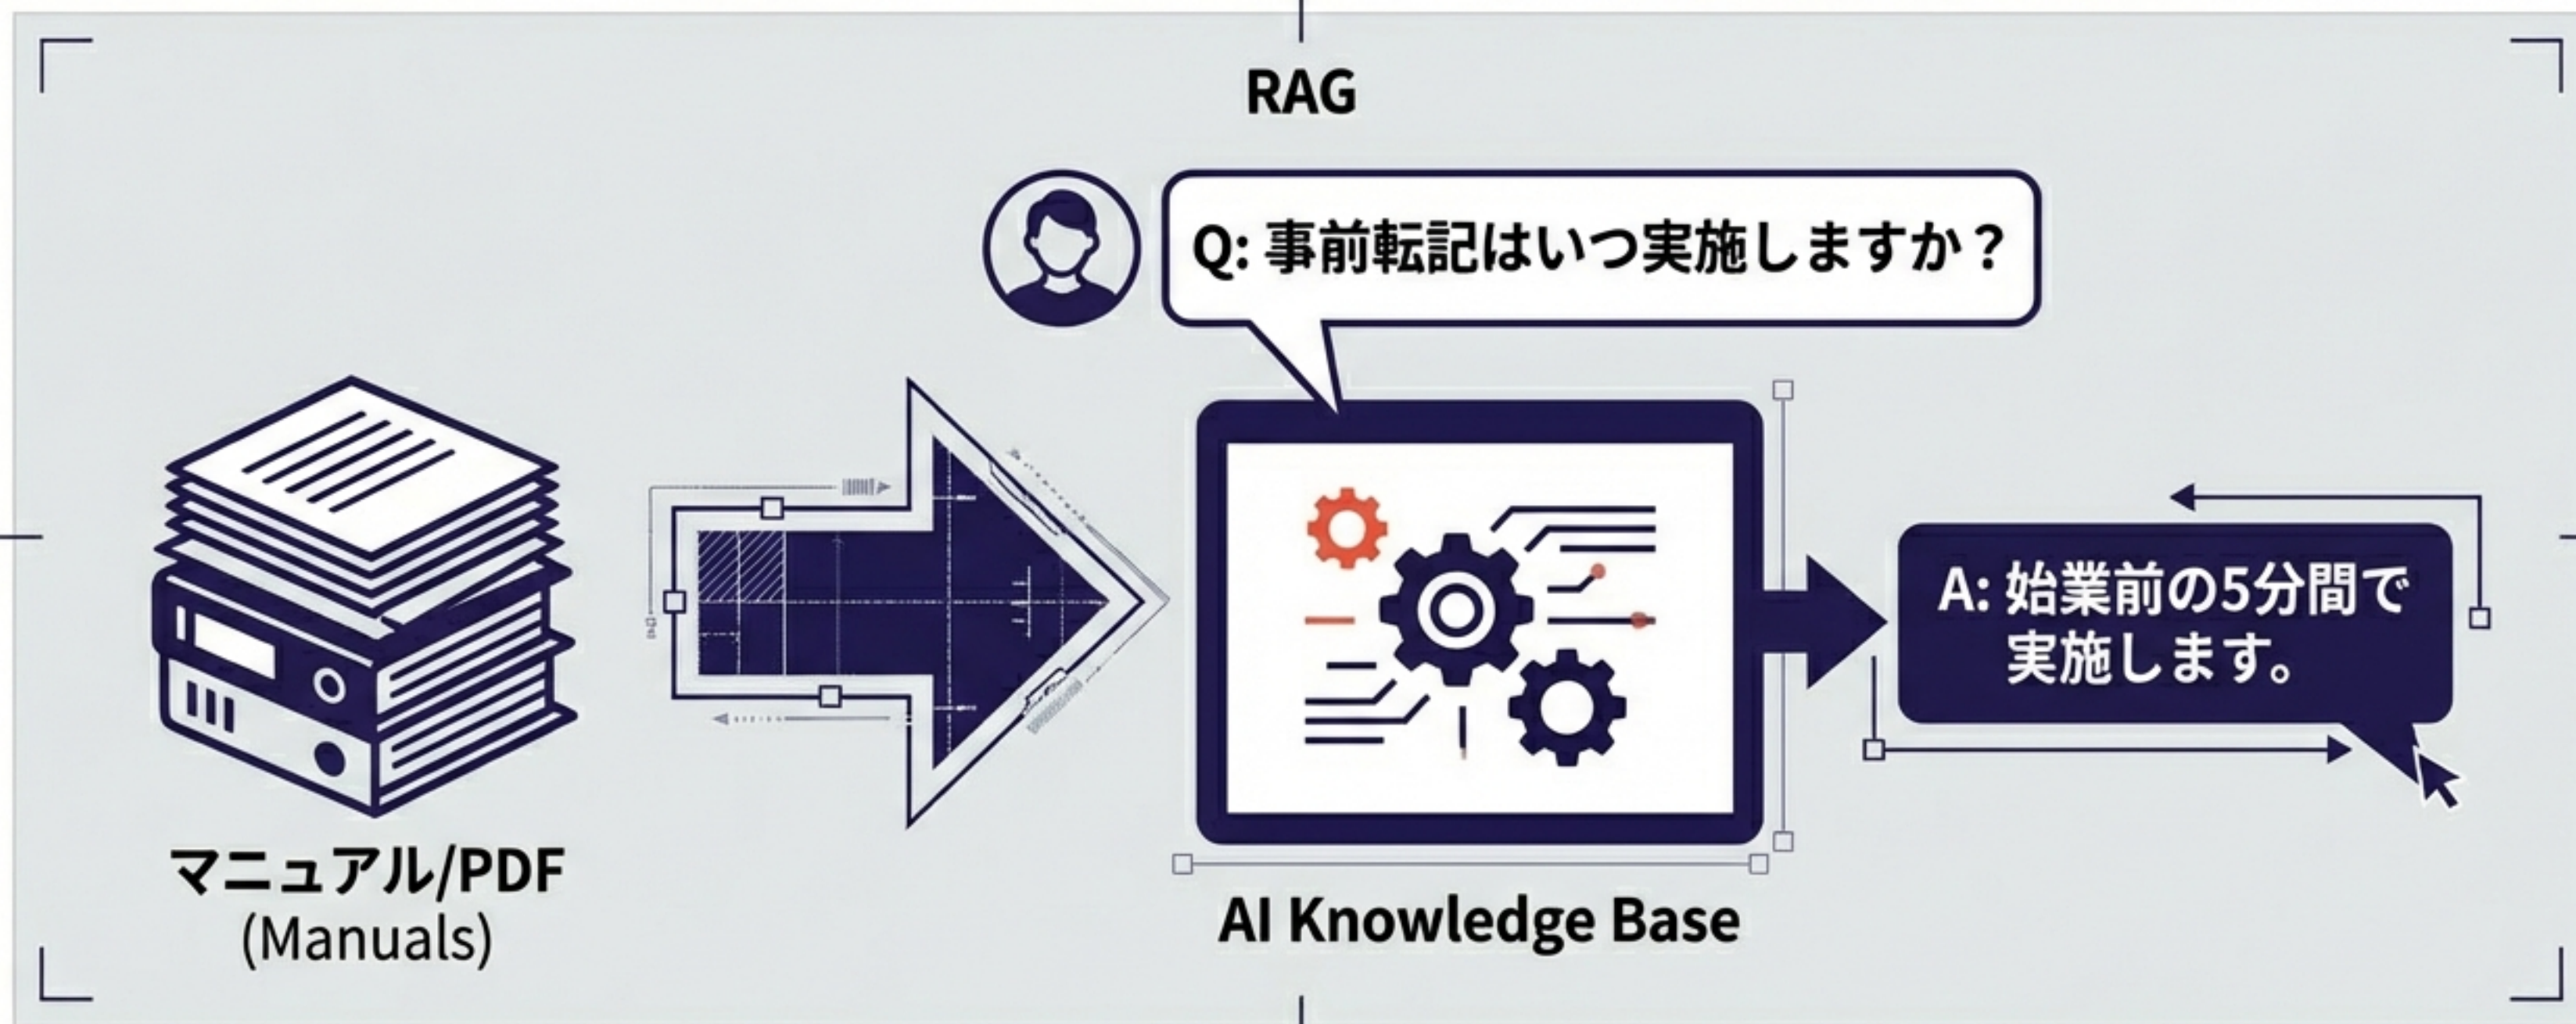 RAG
Q: 事前転記はいつ実施しますか？
A: 始業前の5分間で
実施します。
マニュアル/PDF
(Manuals)
AI Knowledge Base